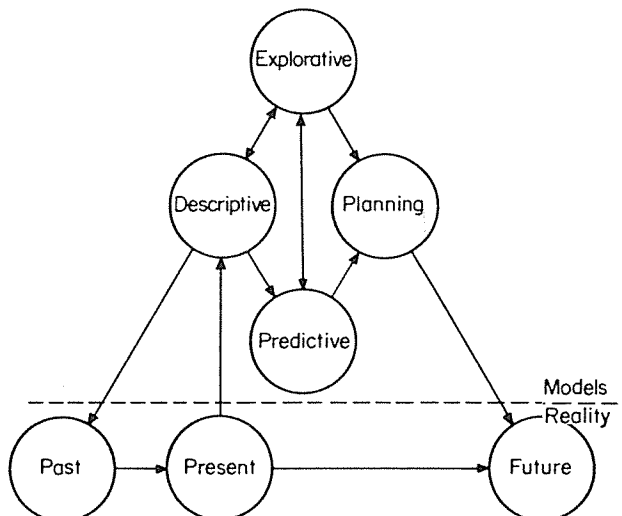 Explorative
Descriptive
Planning
Predictive
Models
Reality
Past
Present
Future